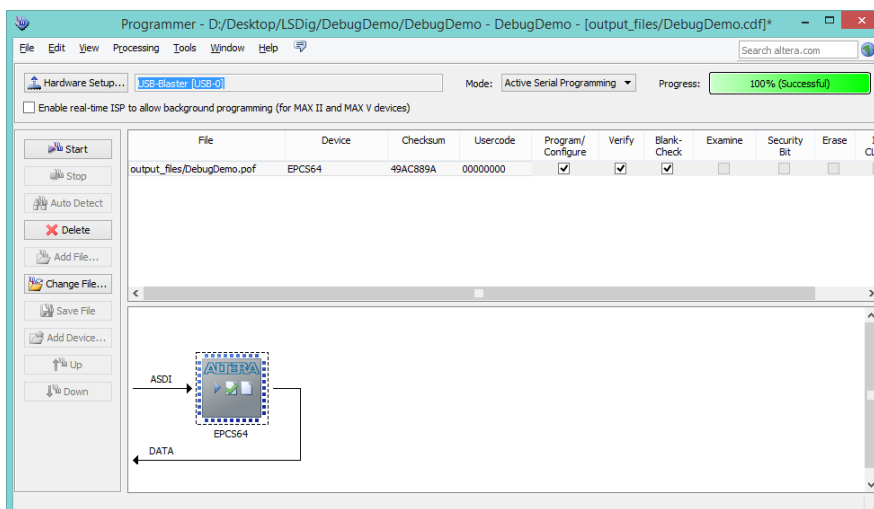 Programmer - D:/Desktop/LSDig/DebugDemo/DebugDemo - DebugDemo - [output_files/DebugDemo.cdf]*
File Edit View Processing Tools Window Help
Search altera.com
Hardware Setup... USB-Blaster [USB-0] Mode: Active Serial Programming Progress: 100% (Successful)
Enable real-time ISP to allow background programming (for MAX II and MAX V devices)
Start
Stop
Auto Detect
Delete
Add File...
Change File...
Save File
Add Device...
Up
Down
File Device Checksum Usercode Program/ Verify Blank- Examine Security Erase
Configure Check Bit
output_files/DebugDemo.pof EPCS64 49AC889A 00000000
ALTERA
ASDI
EPCS64
DATA